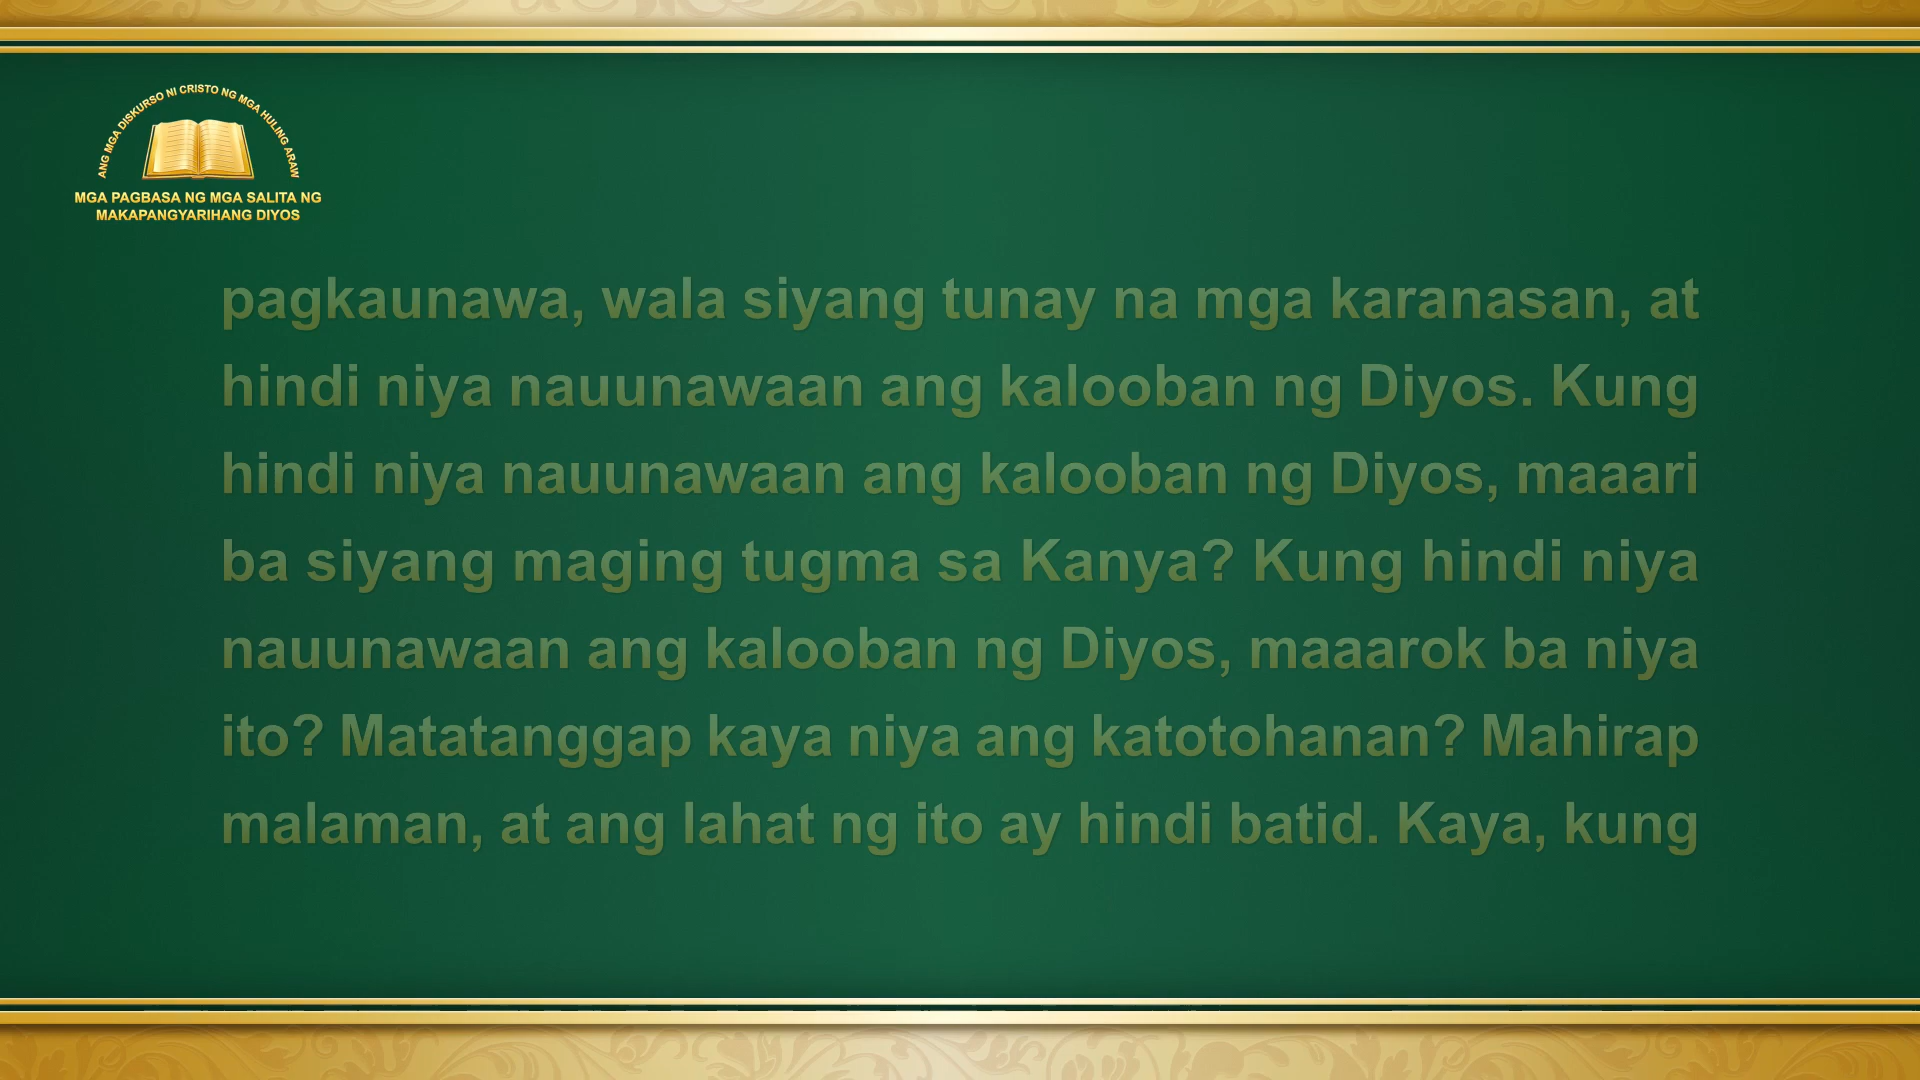 ANG MGA DISKURSO NI CRISTO NG MGA HULING ARAW
MGA PAGBASA NG MGA SALITA NG
MAKAPANGYARIHANG DIYOS
pagkaunawa, wala siyang tunay na mga karanasan, at
hindi niya nauunawaan ang kalooban ng Diyos. Kung
hindi niya nauunawaan ang kalooban ng Diyos, maaari
ba siyang maging tugma sa Kanya? Kung hindi niya
nauunawaan ang kalooban ng Diyos, maaarok ba niya
ito? Matatanggap kaya niya ang katotohanan? Mahirap
malaman, at ang lahat ng ito ay hindi batid. Kaya, kung